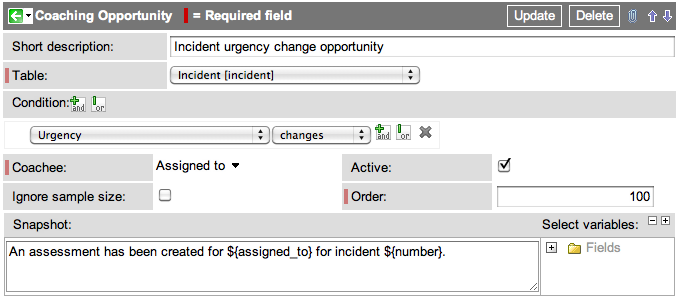 Coaching Opportunity = Required field Update Delete
Short description: Incident urgency change opportunity
Table: Incident [incident]
Condition: and or
Urgency changes and or
Coachee: Assigned to Active:
Ignore sample size: Order: 100
Snapshot: Select variables:
An assessment has been created for ${assigned_to} for incident ${number}. Fields